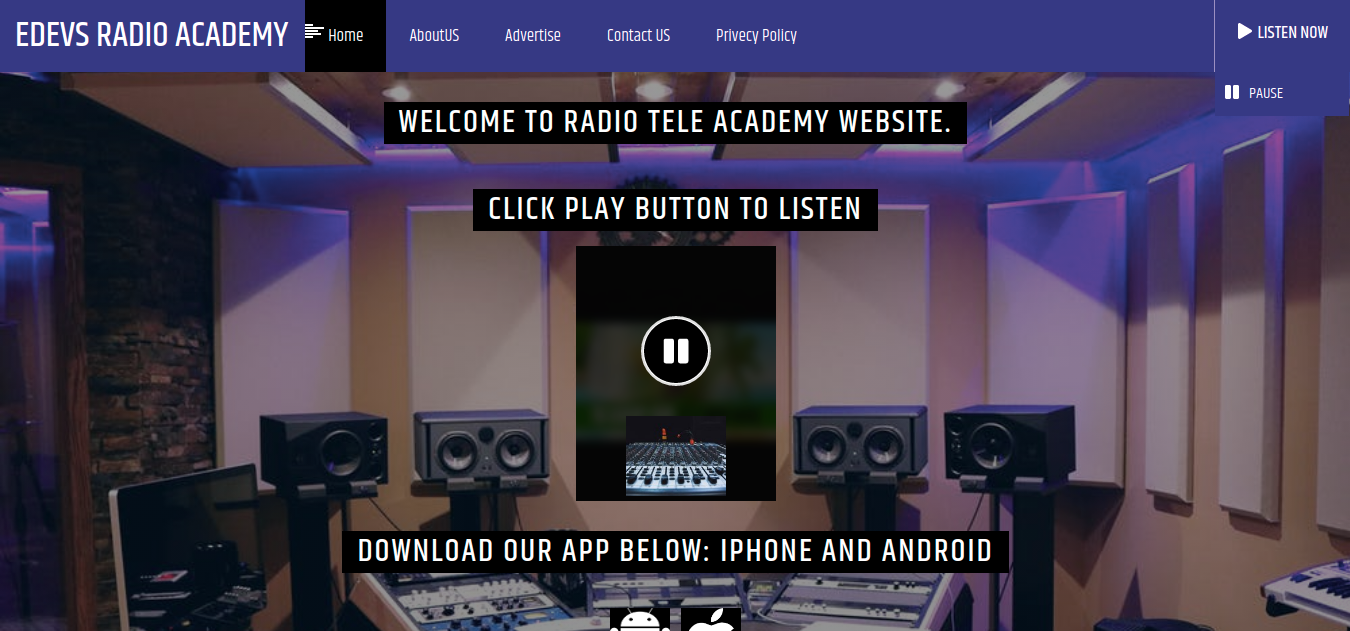 EDEVS RADIO ACADEMY
Home
AboutUS
Advertise
Contact US
Privecy Policy
LISTEN NOW
PAUSE
WELCOME TO RADIO TELE ACADEMY WEBSITE.
CLICK PLAY BUTTON TO LISTEN
DOWNLOAD OUR APP BELOW: IPHONE AND ANDROID